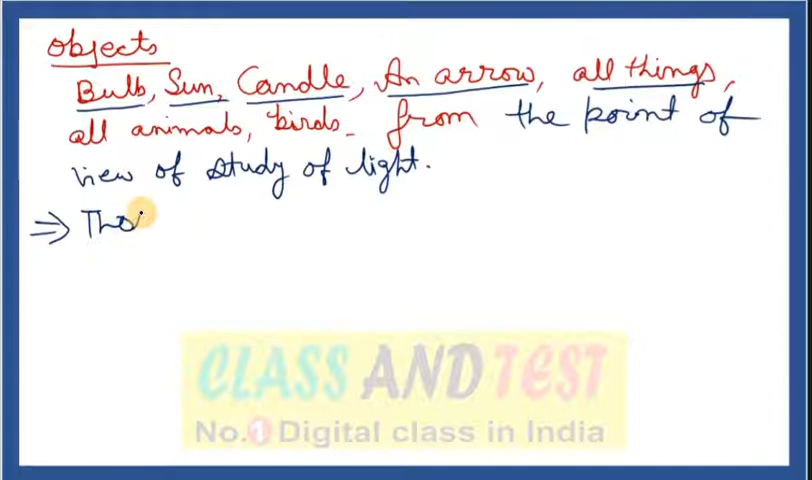 Objects
Bulb, Sun, Candle, An arrow, all things,
all animals, birds. from the point of
view of study of light.
⇒ Tho
CLASS AND TEST
No.1 Digital class in India